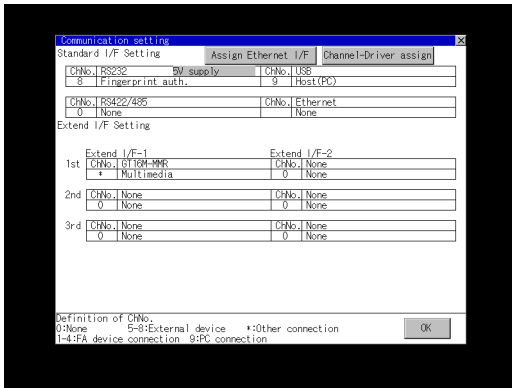 Communication setting
Standard I/F Setting Assign Ethernet I/F Channel-Driver assign
ChNo. RS232 5V supply ChNo. USB
8 Fingerprint auth. 9 Host(PC)
ChNo. RS422/485 ChNo. Ethernet
0 None None
Extend I/F Setting
Extend I/F-1 Extend I/F-2
1st ChNo. GT16M-MMR ChNo. None
* Multimedia 0 None
2nd ChNo. None ChNo. None
0 None 0 None
3rd ChNo. None ChNo. None
0 None 0 None
Definition of ChNo.
0:None 5-8:External device *:Other connection OK
1-4:FA device connection 9:PC connection